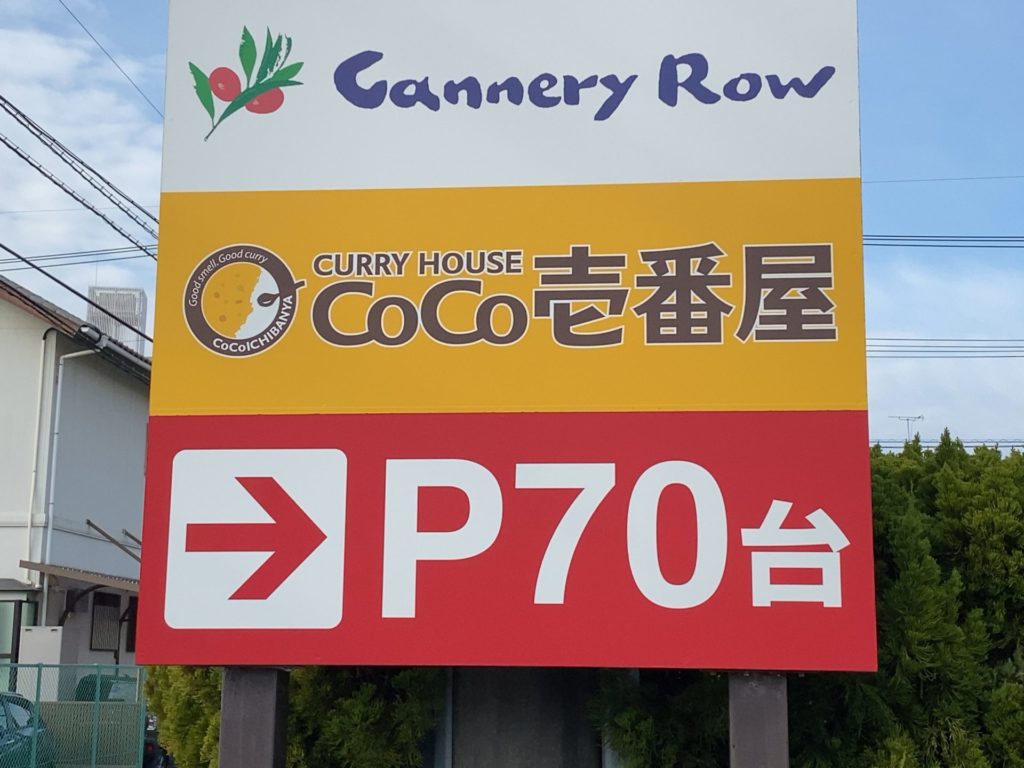 Cannery Row
Good smell, Good curry
CoCoICHIBANYA
CURRY HOUSE
CoCo壱番屋
P70台